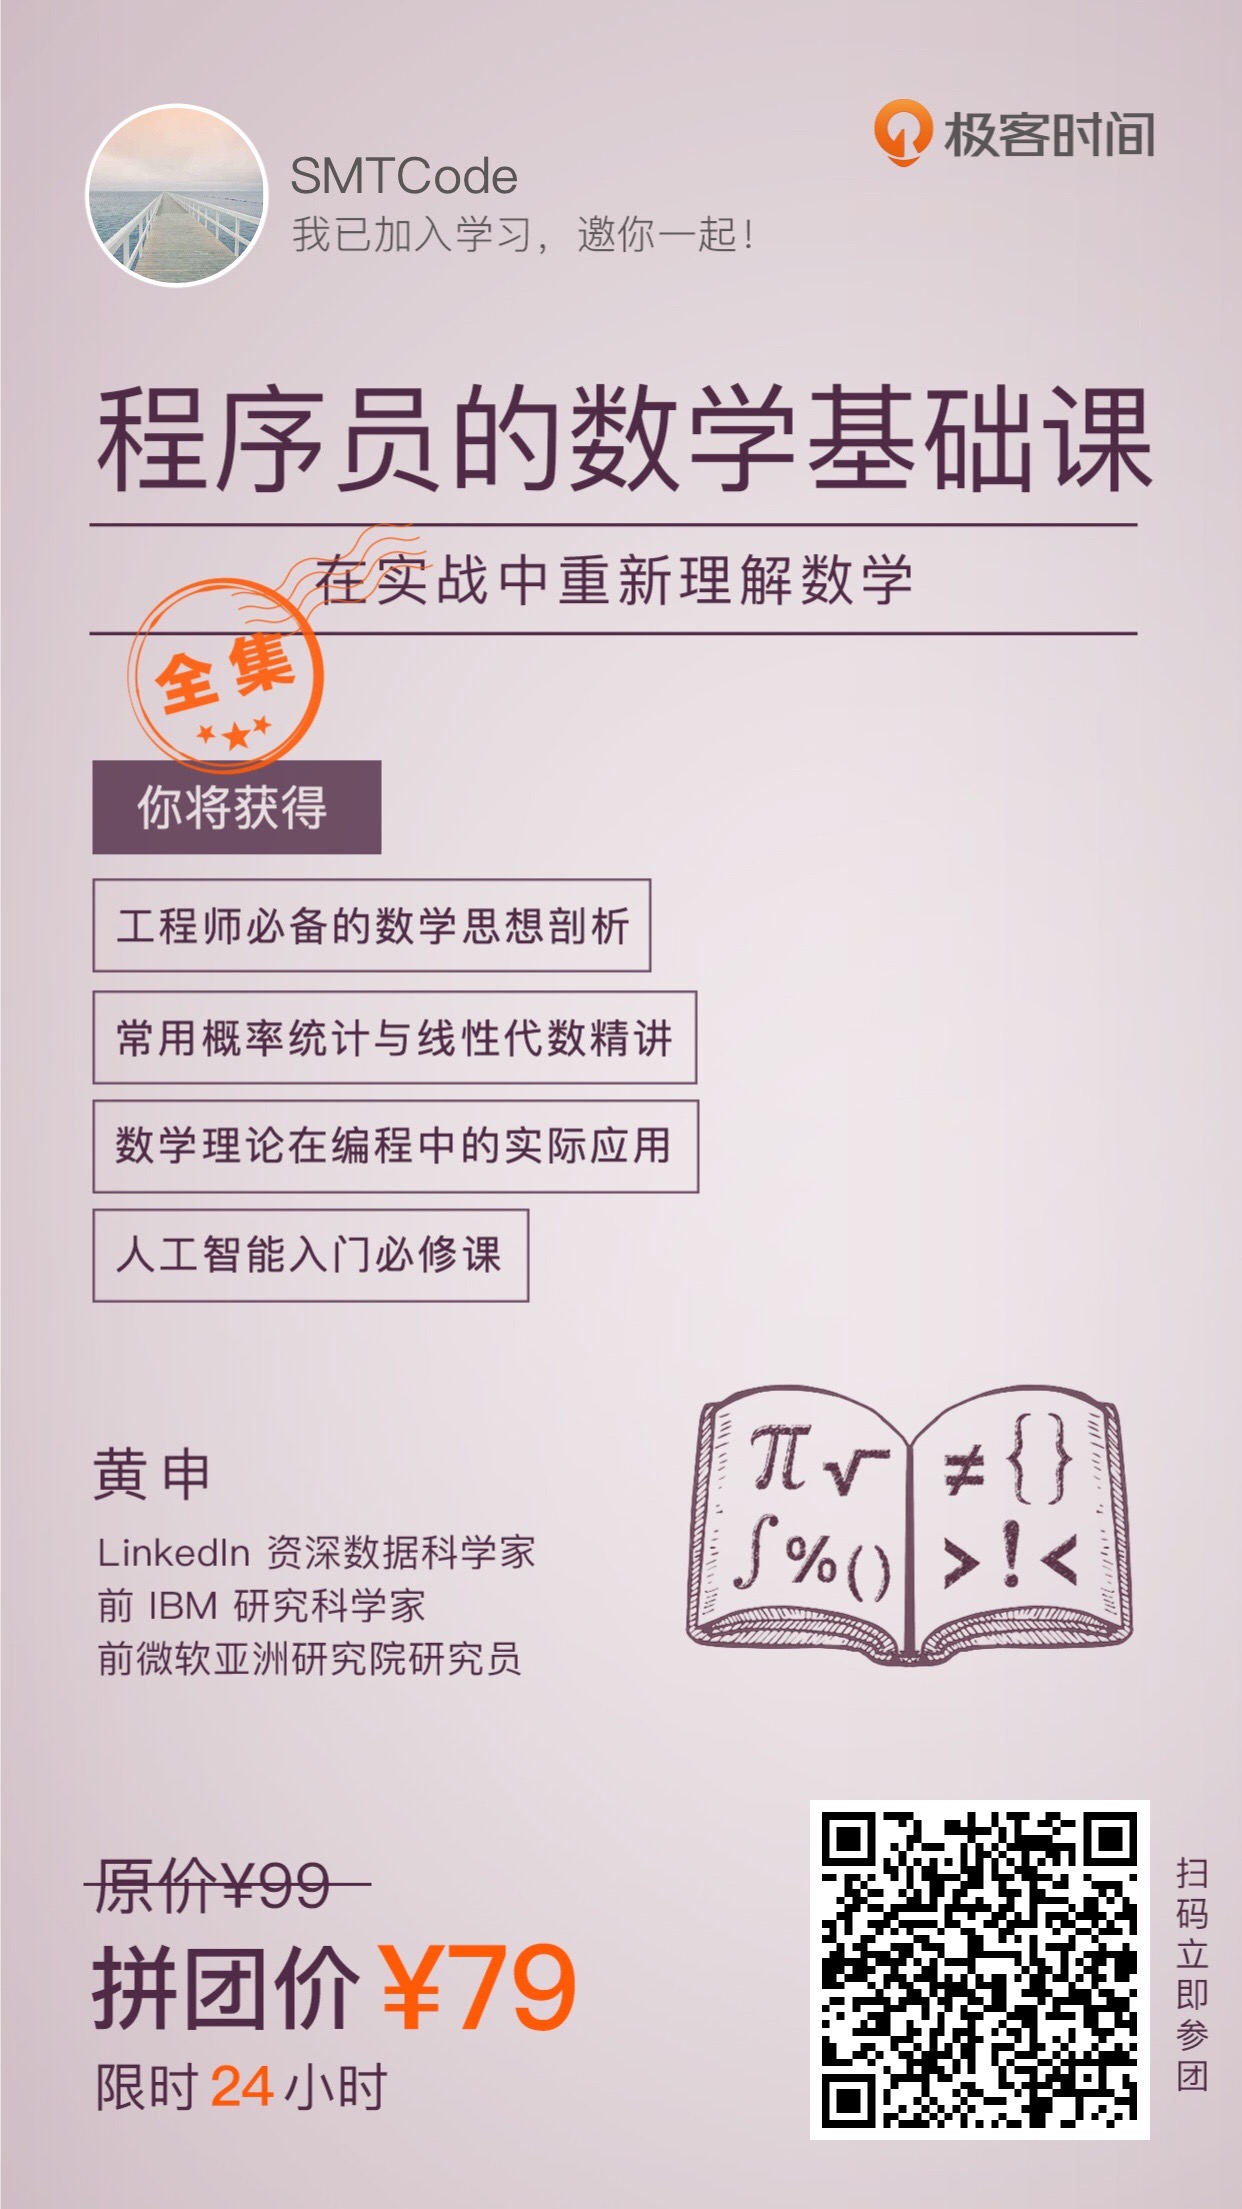 极客时间
SMTCode
我已加入学习，邀你一起！
程序员的数学基础课
在实战中重新理解数学
全集
你将获得
工程师必备的数学思想剖析
常用概率统计与线性代数精讲
数学理论在编程中的实际应用
人工智能入门必修课
π √ ≠ { }
∫ % ( ) > ! <
黄申
LinkedIn 资深数据科学家
前 IBM 研究科学家
前微软亚洲研究院研究员
原价¥99
拼团价 ¥79
限时 24 小时
扫码立即参团